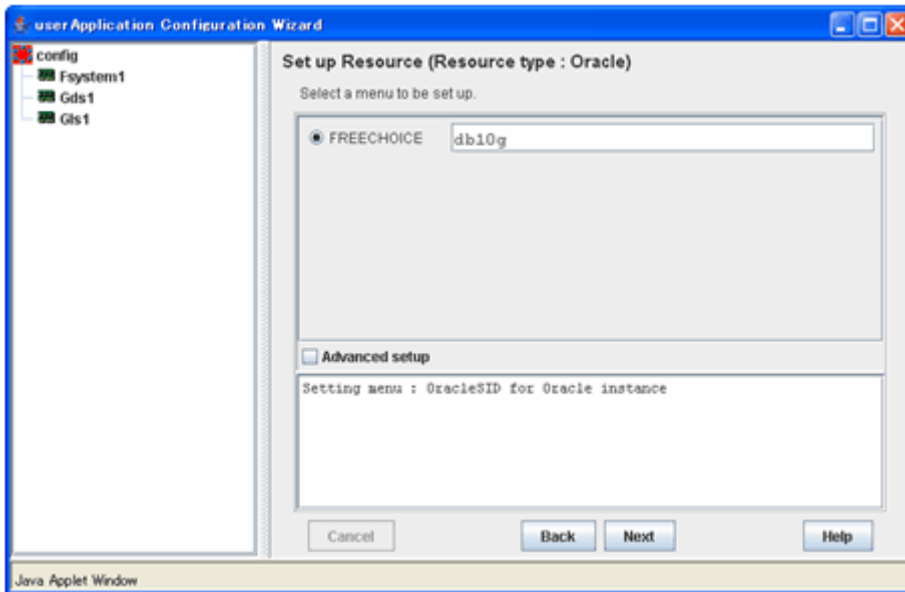 userApplication Configuration Wizard
config
Fsystem1
Gds1
Gls1
Set up Resource (Resource type : Oracle)
Select a menu to be set up.
FREECHOICE
db10g
Advanced setup
Setting menu : OracleSID for Oracle instance
Cancel
Back
Next
Help
Java Applet Window